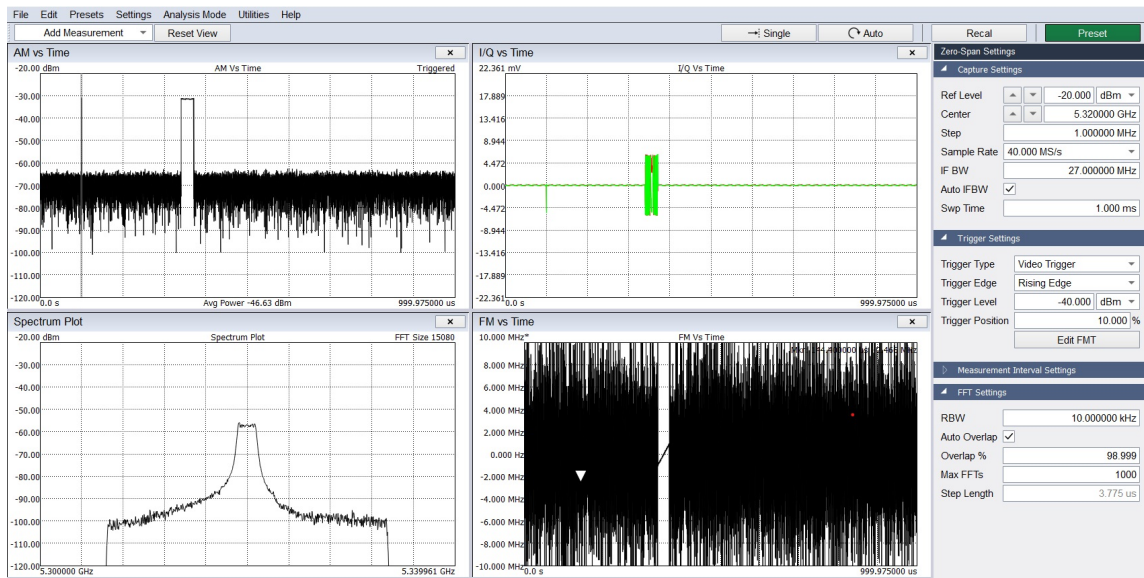 File Edit Presets Settings Analysis Mode Utilities Help
Add Measurement Reset View Single Auto Recal Preset
AM vs Time
-20.00 dBm AM Vs Time Triggered
-30.00
-40.00
-50.00
-60.00
-70.00
-80.00
-90.00
-100.00
-110.00
-120.00 0.0 s Avg Power -46.63 dBm 999.975000 us
I/Q vs Time
22.361 mV I/Q Vs Time
17.889
13.416
8.944
4.472
0.000
-4.472
-8.944
-13.416
-17.889
-22.361 0.0 s 999.975000 us
Spectrum Plot
-20.00 dBm Spectrum Plot FFT Size 15080
-30.00
-40.00
-50.00
-60.00
-70.00
-80.00
-90.00
-100.00
-110.00
-120.00
5.300000 GHz 5.339961 GHz
FM vs Time
10.000 MHz* FM Vs Time
8.000 MHz
6.000 MHz
4.000 MHz
2.000 MHz
0.000 MHz
-2.000 MHz
-4.000 MHz
-6.000 MHz
-8.000 MHz
-10.000 MHz 0.0 s 999.975000 us
Zero-Span Settings
Capture Settings
Ref Level -20.000 dBm
Center 5.320000 GHz
Step 1.000000 MHz
Sample Rate 40.000 MS/s
IF BW 27.000000 MHz
Auto IFBW
Swp Time 1.000 ms
Trigger Settings
Trigger Type Video Trigger
Trigger Edge Rising Edge
Trigger Level -40.000 dBm
Trigger Position 10.000 %
Edit FMT
Measurement Interval Settings
FFT Settings
RBW 10.000000 kHz
Auto Overlap
Overlap % 98.999
Max FFTs 1000
Step Length 3.775 us